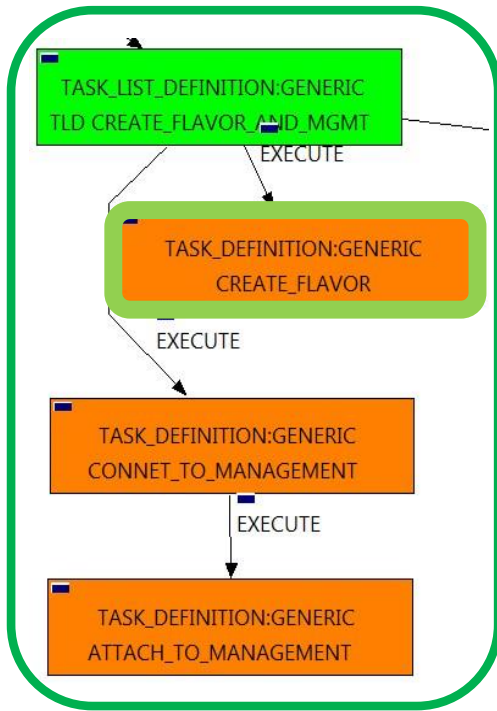 TASK_LIST_DEFINITION:GENERIC
TLD CREATE_FLAVOR_AND_MGMT
EXECUTE
TASK_DEFINITION:GENERIC
CREATE_FLAVOR
EXECUTE
TASK_DEFINITION:GENERIC
CONNET_TO_MANAGEMENT
EXECUTE
TASK_DEFINITION:GENERIC
ATTACH_TO_MANAGEMENT